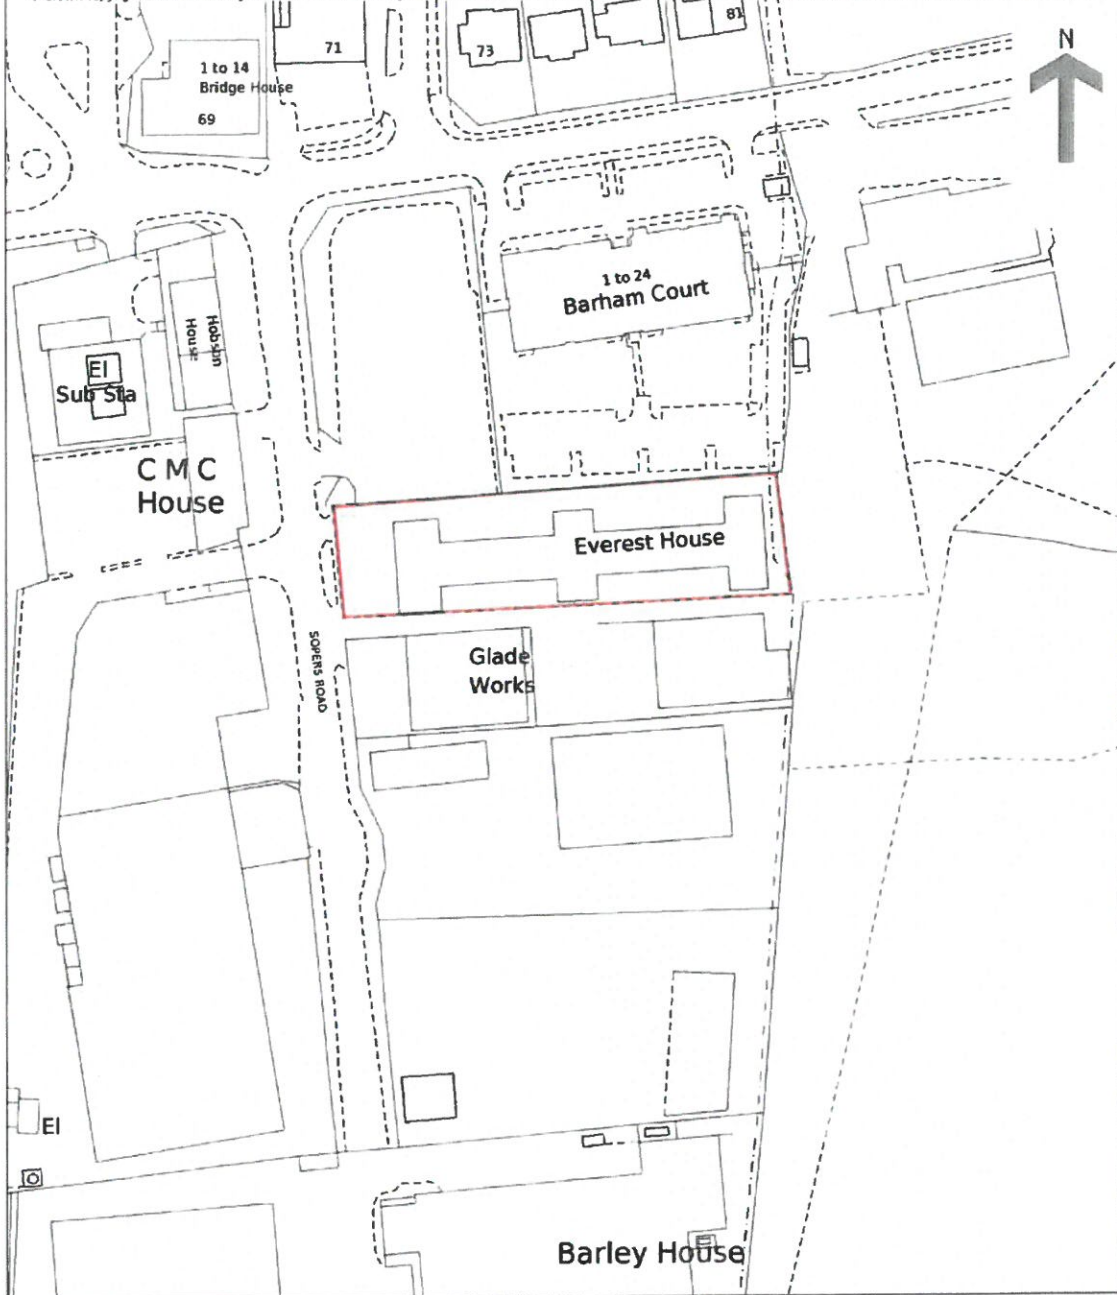 71
73
81
N
1 to 14
Bridge House
69
1 to 24
Barham Court
Hobson
House
El
Sub Sta
C M C
House
Everest House
SOPERS ROAD
Glade
Works
El
Barley House